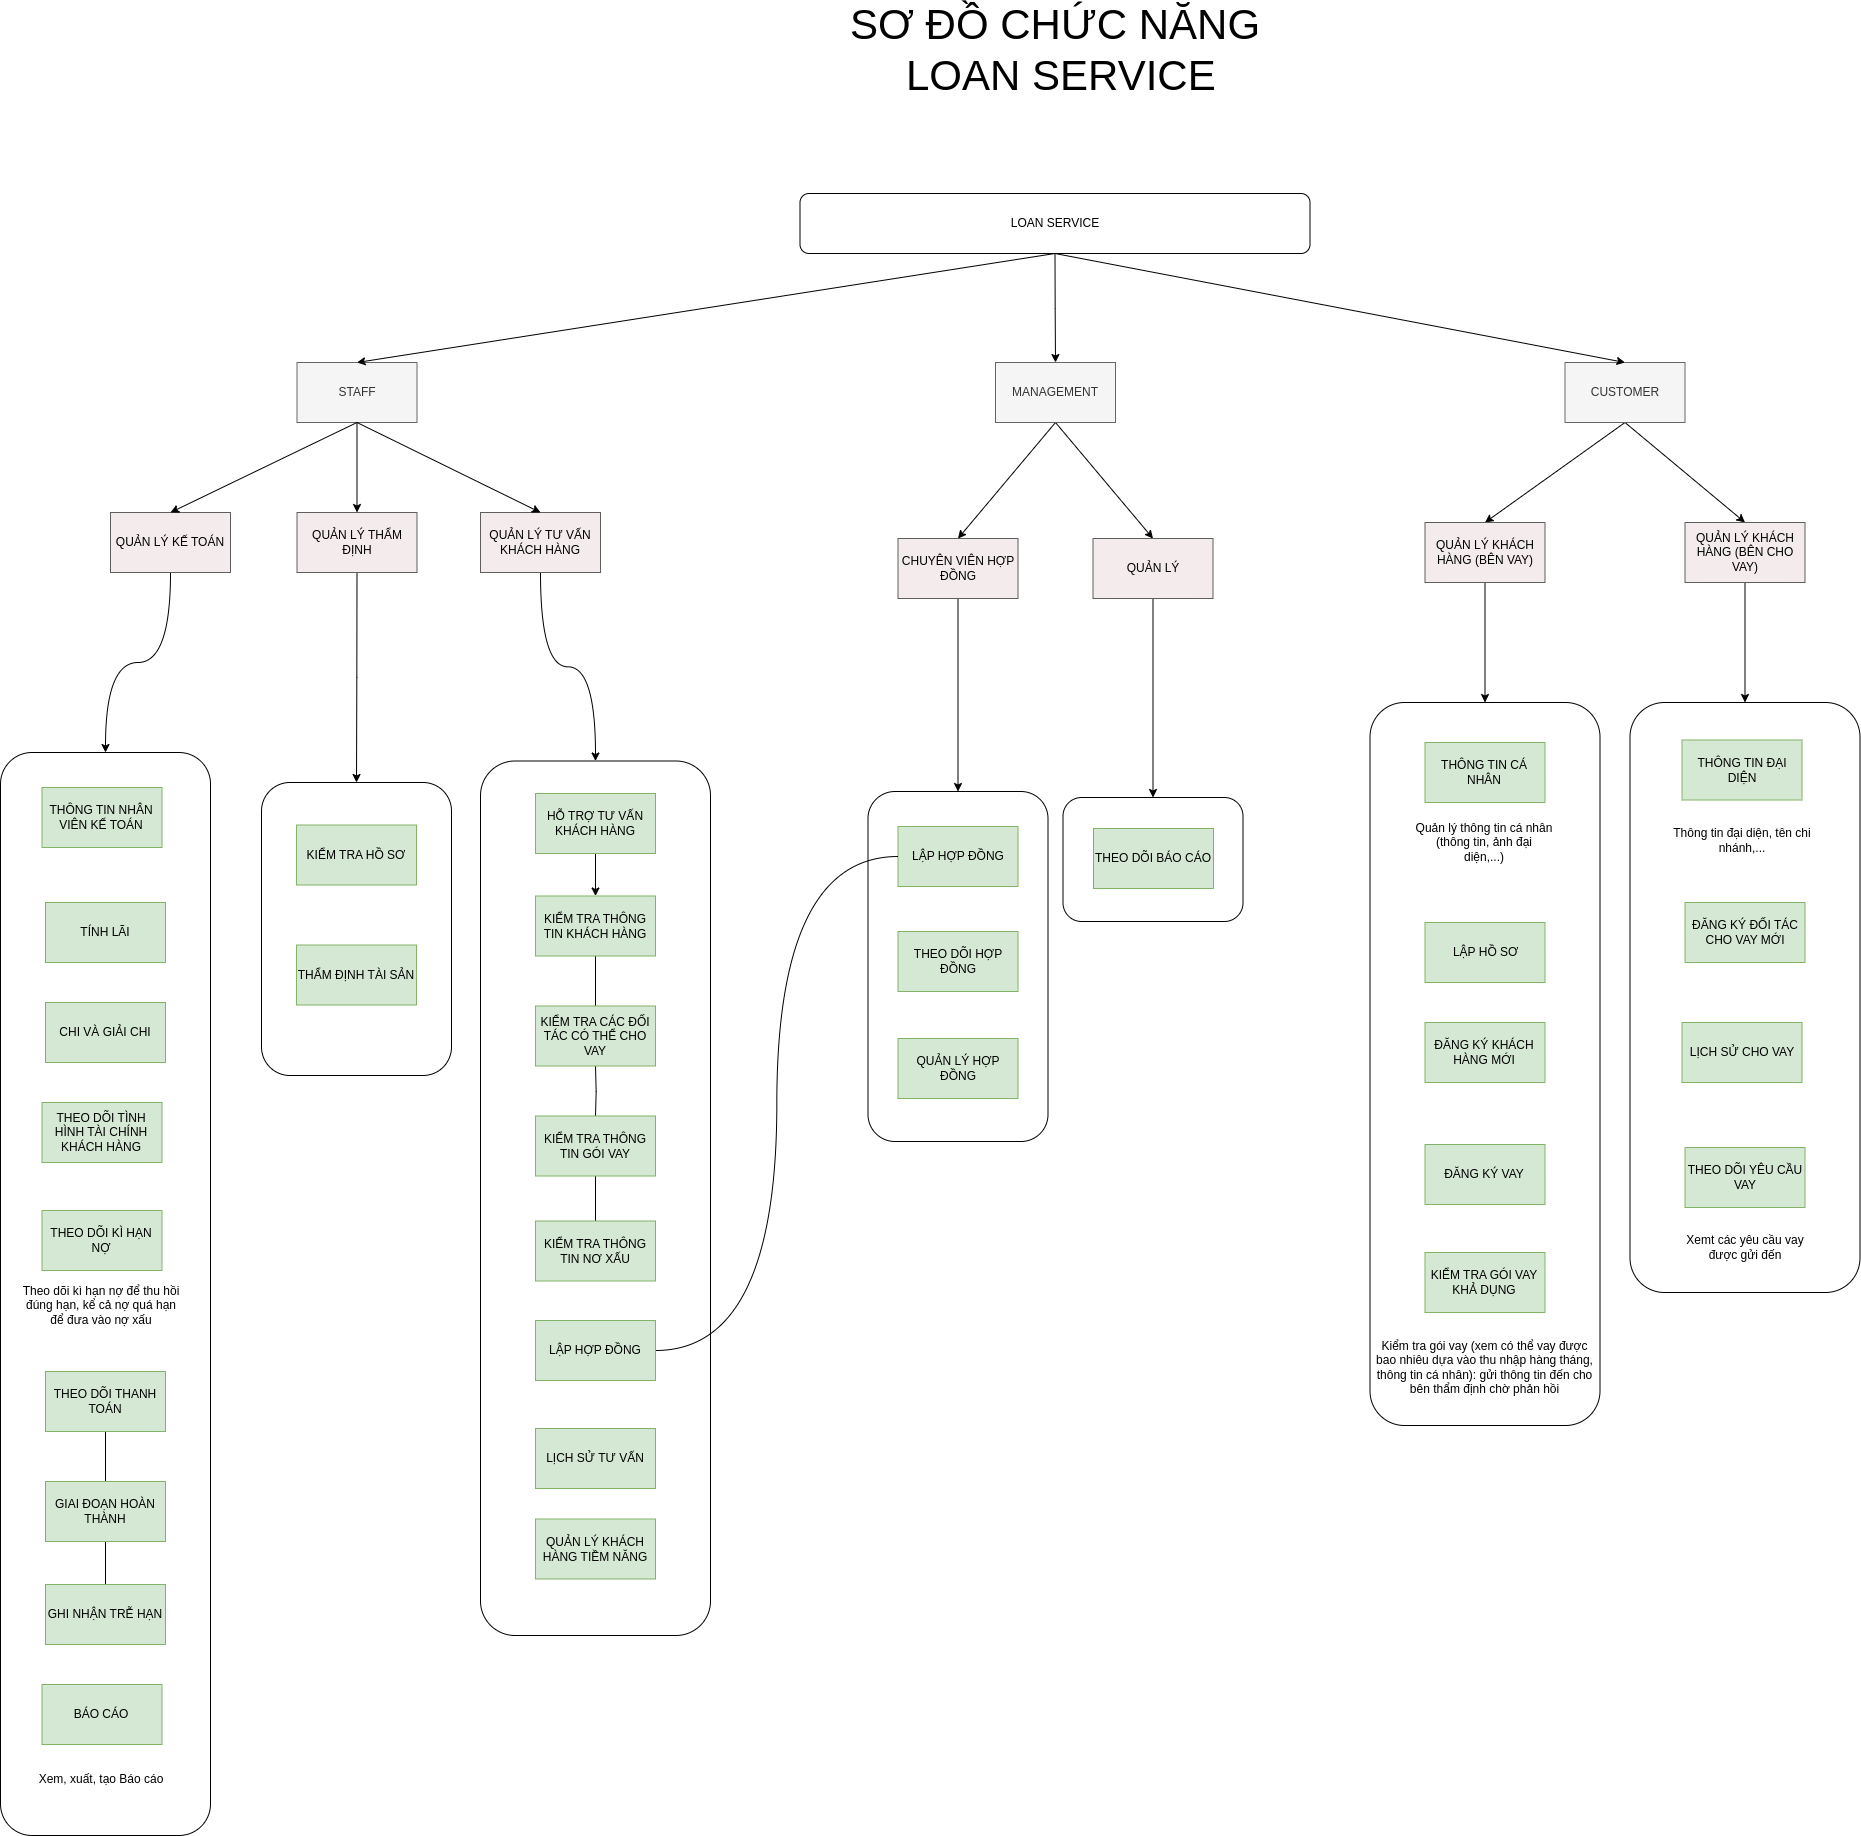 SƠ ĐỒ CHỨC NĂNG
LOAN SERVICE
LOAN SERVICE
STAFF
MANAGEMENT
CUSTOMER
QUẢN LÝ KẾ TOÁN
QUẢN LÝ THẨM
ĐỊNH
QUẢN LÝ TƯ VẤN
KHÁCH HÀNG
CHUYÊN VIÊN HỢP
ĐỒNG
QUẢN LÝ
QUẢN LÝ KHÁCH
HÀNG (BÊN VAY)
QUẢN LÝ KHÁCH
HÀNG (BÊN CHO
VAY)
THÔNG TIN NHÂN
VIÊN KẾ TOÁN
TÍNH LÃI
CHI VÀ GIẢI CHI
THEO DÕI TÌNH
HÌNH TÀI CHÍNH
KHÁCH HÀNG
THEO DÕI KÌ HẠN
NỢ
Theo dõi kì hạn nợ để thu hồi
đúng hạn, kể cả nợ quá hạn
để đưa vào nợ xấu
THEO DÕI THANH
TOÁN
GIAI ĐOẠN HOÀN
THÀNH
GHI NHẬN TRỄ HẠN
BÁO CÁO
Xem, xuất, tạo Báo cáo
KIỂM TRA HỒ SƠ
THẨM ĐỊNH TÀI SẢN
HỖ TRỢ TƯ VẤN
KHÁCH HÀNG
KIỂM TRA THÔNG
TIN KHÁCH HÀNG
KIỂM TRA CÁC ĐỐI
TÁC CÓ THỂ CHO
VAY
KIỂM TRA THÔNG
TIN GÓI VAY
KIỂM TRA THÔNG
TIN NƠ XẤU
LẬP HỢP ĐỒNG
LỊCH SỬ TƯ VẤN
QUẢN LÝ KHÁCH
HÀNG TIỀM NĂNG
LẬP HỢP ĐỒNG
THEO DÕI HỢP
ĐỒNG
QUẢN LÝ HỢP
ĐỒNG
THEO DÕI BÁO CÁO
THÔNG TIN CÁ
NHÂN
Quản lý thông tin cá nhân
(thông tin, ảnh đại
diện,...)
LẬP HỒ SƠ
ĐĂNG KÝ KHÁCH
HÀNG MỚI
ĐĂNG KÝ VAY
KIỂM TRA GÓI VAY
KHẢ DỤNG
Kiểm tra gói vay (xem có thể vay được
bao nhiêu dựa vào thu nhập hàng tháng,
thông tin cá nhân): gửi thông tin đến cho
bên thẩm định chờ phản hồi
THÔNG TIN ĐẠI
DIỆN
Thông tin đại diện, tên chi
nhánh,...
ĐĂNG KÝ ĐỐI TÁC
CHO VAY MỚI
LỊCH SỬ CHO VAY
THEO DÕI YÊU CẦU
VAY
Xemt các yêu cầu vay
được gửi đến